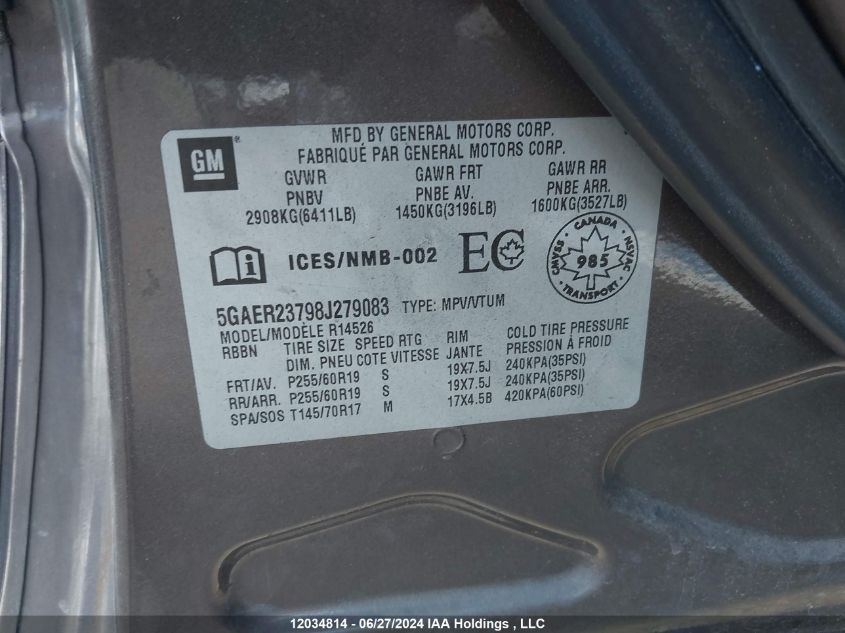 MFD BY GENERAL MOTORS CORP.
FABRIQUÉ PAR GENERAL MOTORS CORP.
GM
GVWR GAWR FRT GAWR RR
PNBV PNBE AV. PNBE ARR.
2908KG(6411LB) 1450KG(3196LB) 1600KG(3527LB)
i ICES/NMB-002 EC CANADA CMVSS 985 NSVAC TRANSPORT
5GAER23798J279083 TYPE: MPV/VTUM
MODEL/MODÈLE R14526
RBBN TIRE SIZE SPEED RTG RIM COLD TIRE PRESSURE
DIM. PNEU COTE VITESSE JANTE PRESSION À FROID
FRT/AV. P255/60R19 S 19X7.5J 240KPA(35PSI)
RR/ARR. P255/60R19 S 19X7.5J 240KPA(35PSI)
SPA/SOS T145/70R17 M 17X4.5B 420KPA(60PSI)
12034814 - 06/27/2024 IAA Holdings , LLC